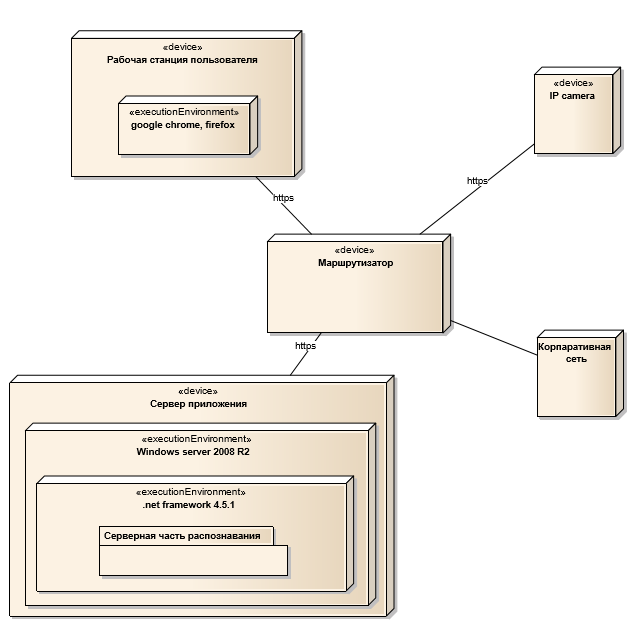 «device»
Рабочая станция пользователя
«executionEnvironment»
google chrome, firefox
«device»
IP camera
https
https
«device»
Маршрутизатор
https
Корпаративная
сеть
«device»
Сервер приложения
«executionEnvironment»
Windows server 2008 R2
«executionEnvironment»
.net framework 4.5.1
Серверная часть распознавания